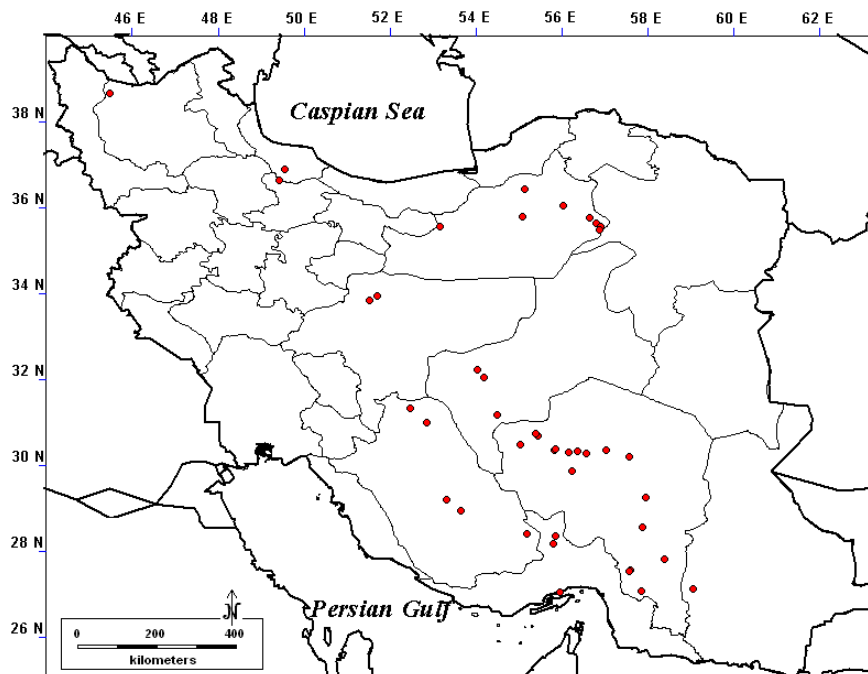 46 E 48 E 50 E 52 E 54 E 56 E 58 E 60 E 62 E
38 N
Caspian Sea
36 N
34 N
32 N
30 N
28 N
26 N
Persian Gulf
N
0 200 400
kilometers